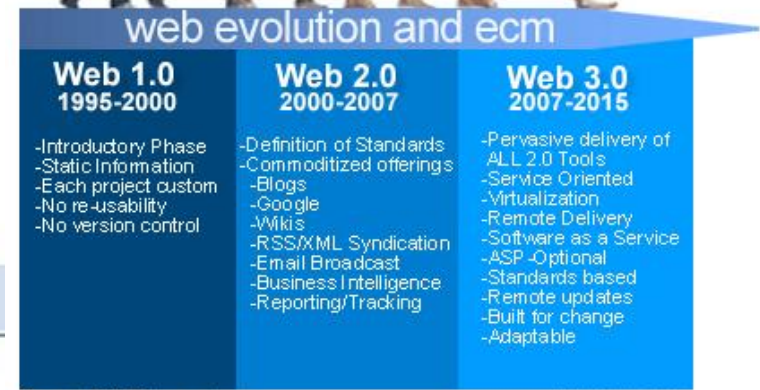 web evolution and ecm
Web 1.0
1995-2000
-Introductory Phase
-Static Information
-Each project custom
-No re-usability
-No version control
Web 2.0
2000-2007
-Definition of Standards
-Commoditized offerings
-Blogs
-Google
-Wikis
-RSS/XML Syndication
-Email Broadcast
-Business Intelligence
-Reporting/Tracking
Web 3.0
2007-2015
-Pervasive delivery of
ALL 2.0 Tools
-Service Oriented
-Virtualization
-Remote Delivery
-Software as a Service
-ASP-Optional
-Standards based
-Remote updates
-Built for change
-Adaptable